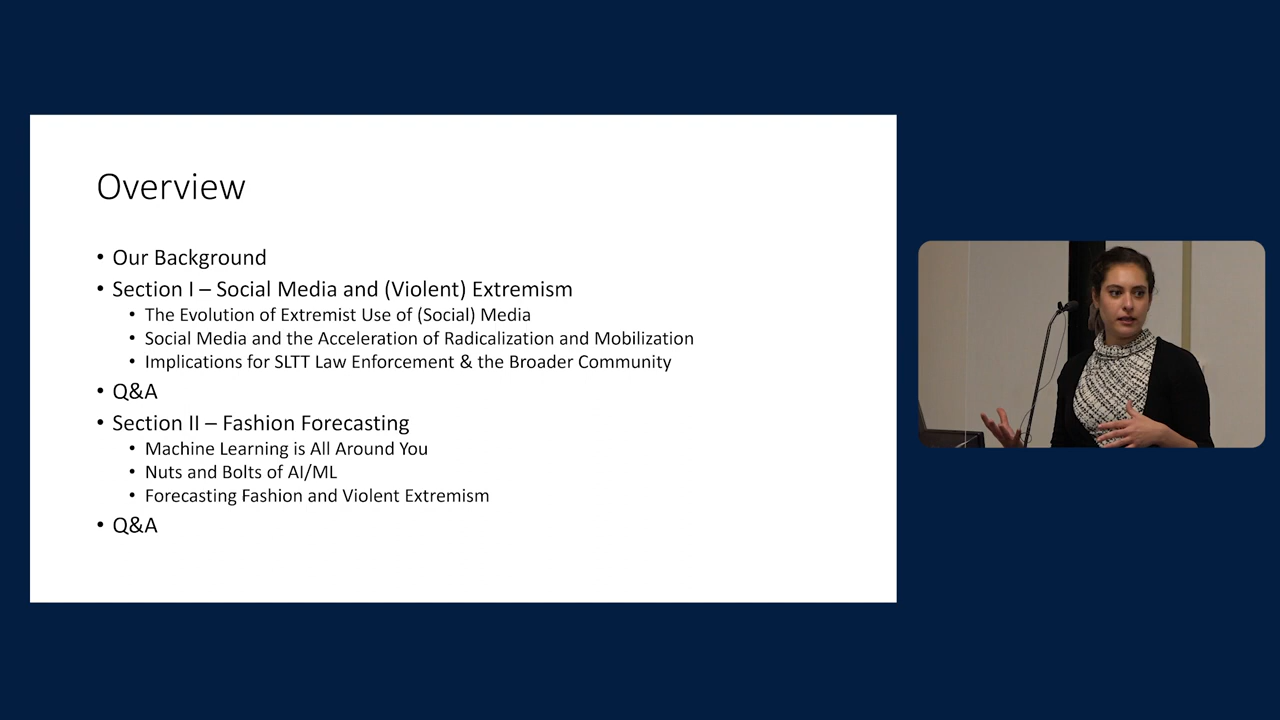 Overview
• Our Background
• Section I – Social Media and (Violent) Extremism
• The Evolution of Extremist Use of (Social) Media
• Social Media and the Acceleration of Radicalization and Mobilization
• Implications for SLTT Law Enforcement & the Broader Community
• Q&A
• Section II – Fashion Forecasting
• Machine Learning is All Around You
• Nuts and Bolts of AI/ML
• Forecasting Fashion and Violent Extremism
• Q&A